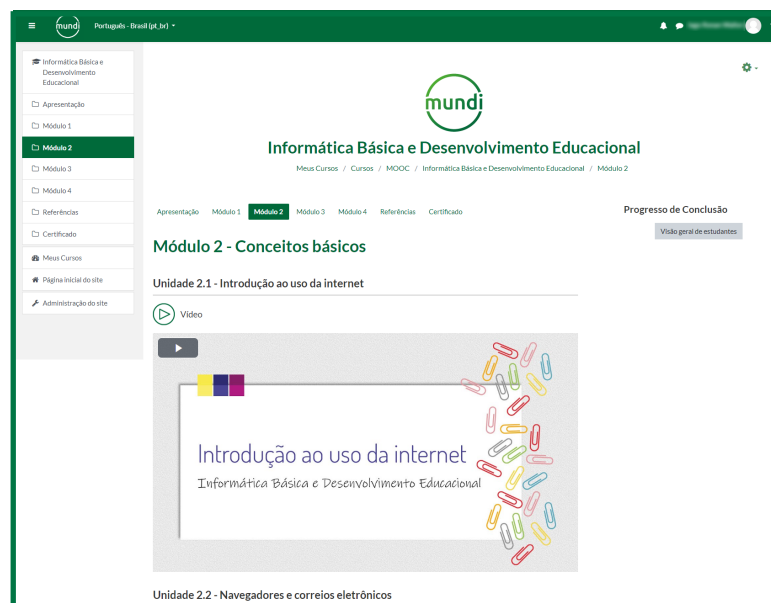 mundi
Português - Brasil (pt_br)
Informática Básica e
Desenvolvimento
Educacional
Apresentação
Módulo 1
Módulo 2
Módulo 3
Módulo 4
Referências
Certificado
Meus Cursos
Página inicial do site
Administração do site
mundi
Informática Básica e Desenvolvimento Educacional
Meus Cursos / Cursos / MOOC / Informática Básica e Desenvolvimento Educacional / Módulo 2
Apresentação Módulo 1 Módulo 2 Módulo 3 Módulo 4 Referências Certificado
Módulo 2 - Conceitos básicos
Unidade 2.1 - Introdução ao uso da internet
Vídeo
Introdução ao uso da internet
Informática Básica e Desenvolvimento Educacional
Unidade 2.2 - Navegadores e correios eletrônicos
Progresso de Conclusão
Visão geral de estudantes